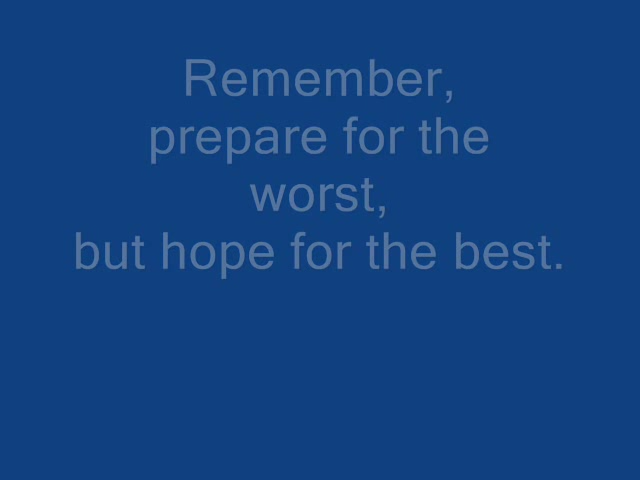 Remember,
prepare for the
worst,
but hope for the best.